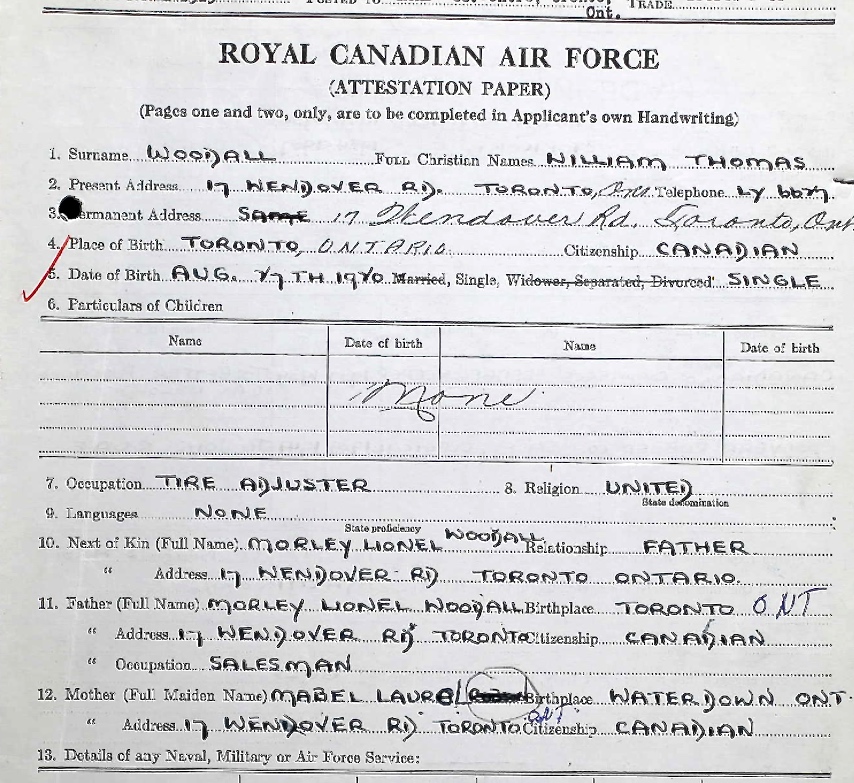 Ont. TRADE
ROYAL CANADIAN AIR FORCE
(ATTESTATION PAPER)
(Pages one and two, only, are to be completed in Applicant's own Handwriting)
1. Surname WOODALL FULL Christian Names WILLIAM THOMAS
2. Present Address 17 WENDOVER RD. TORONTO, Ont. Telephone LY
3. ermanent Address SAME 17 Wendover Rd. Toronto, Ont
4. Place of Birth TORONTO, ONTARIO Citizenship CANADIAN
5. Date of Birth AUG. Married, Single, Widower, Separated, Divorced SINGLE
6. Particulars of Children
Name Date of birth Name Date of birth
None
7. Occupation TIRE ADJUSTER 8. Religion UNITED
State denomination
9. Languages NONE
State proficiency
10. Next of Kin (Full Name) MORLEY LIONEL WOODALL Relationship FATHER
" Address 17 WENDOVER RD TORONTO ONTARIO.
11. Father (Full Name) MORLEY LIONEL WOODALL Birthplace TORONTO ONT
" Address 17 WENDOVER RD TORONTO Citizenship CANADIAN
" Occupation SALESMAN
12. Mother (Full Maiden Name) MABEL Birthplace WATERDOWN ONT.
" Address 17 WENDOVER RD TORONTO ONT. Citizenship CANADIAN
13. Details of any Naval, Military or Air Force Service: